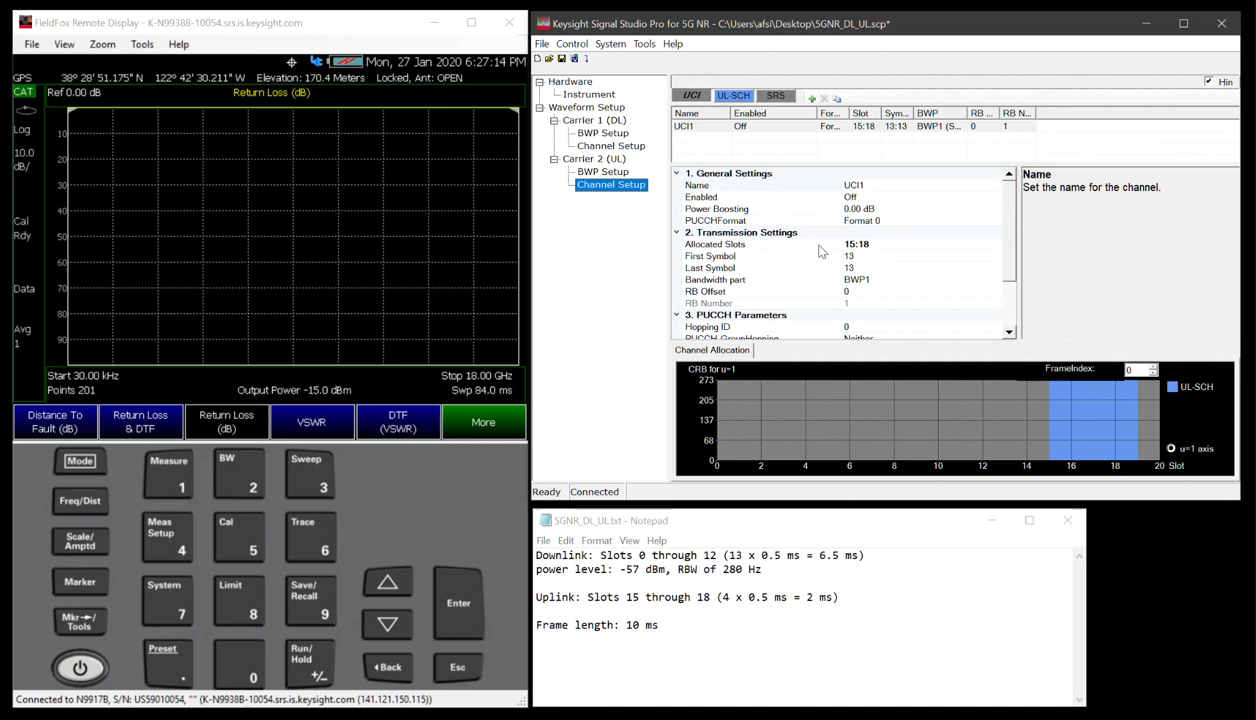 FieldFox Remote Display - K-N9938B-10054.srs.is.keysight.com
File View Zoom Tools Help
Mon, 27 Jan 2020 6:27:14 PM
GPS 38° 28' 51.175" N 122° 42' 30.211" W Elevation: 170.4 Meters Locked, Ant: OPEN
CAT Ref 0.00 dB Return Loss (dB)
Log
10.0
dB/
Cal
Rdy
Data
Avg
1
10
20
30
40
50
60
70
80
90
Start 30.00 kHz Stop 18.00 GHz
Points 201 Output Power -15.0 dBm Swp 84.0 ms
Distance To
Fault (dB)
Return Loss
& DTF
Return Loss
(dB)
VSWR
DTF
(VSWR)
More
Mode
Measure
1
BW
2
Sweep
3
Freq/Dist
Scale/
Amptd
Meas
Setup
4
Cal
5
Trace
6
Marker
System
7
Limit
8
Save/
Recall
9
Enter
Mkr→/
Tools
Preset
.
0
Run/
Hold
+/-
Back
Esc
Connected to N9917B, S/N: US59010054, "" (K-N9938B-10054.srs.is.keysight.com (141.121.150.115))
Keysight Signal Studio Pro for 5G NR - C:\Users\afsi\Desktop\5GNR_DL_UL.scp*
File Control System Tools Help
Hardware
Instrument
Waveform Setup
Carrier 1 (DL)
BWP Setup
Channel Setup
Carrier 2 (UL)
BWP Setup
Channel Setup
Hin
UCI UL-SCH SRS
Name Enabled For... Slot Sym... BWP RB ... RB N...
UCI1 Off For... 15:18 13:13 BWP1 (S... 0 1
1. General Settings
Name UCI1
Enabled Off
Power Boosting 0.00 dB
PUCCHFormat Format 0
2. Transmission Settings
Allocated Slots 15:18
First Symbol 13
Last Symbol 13
Bandwidth part BWP1
RB Offset 0
RB Number 1
3. PUCCH Parameters
Hopping ID 0
PUCCH-GroupHopping Neither
Name
Set the name for the channel.
Channel Allocation
CRB for u=1 FrameIndex: 0
273
205
137
68
0
0 2 4 6 8 10 12 14 16 18 20 Slot
UL-SCH
u=1 axis
Ready Connected
5GNR_DL_UL.txt - Notepad
File Edit Format View Help
Downlink: Slots 0 through 12 (13 x 0.5 ms = 6.5 ms)
power level: -57 dBm, RBW of 280 Hz
Uplink: Slots 15 through 18 (4 x 0.5 ms = 2 ms)
Frame length: 10 ms